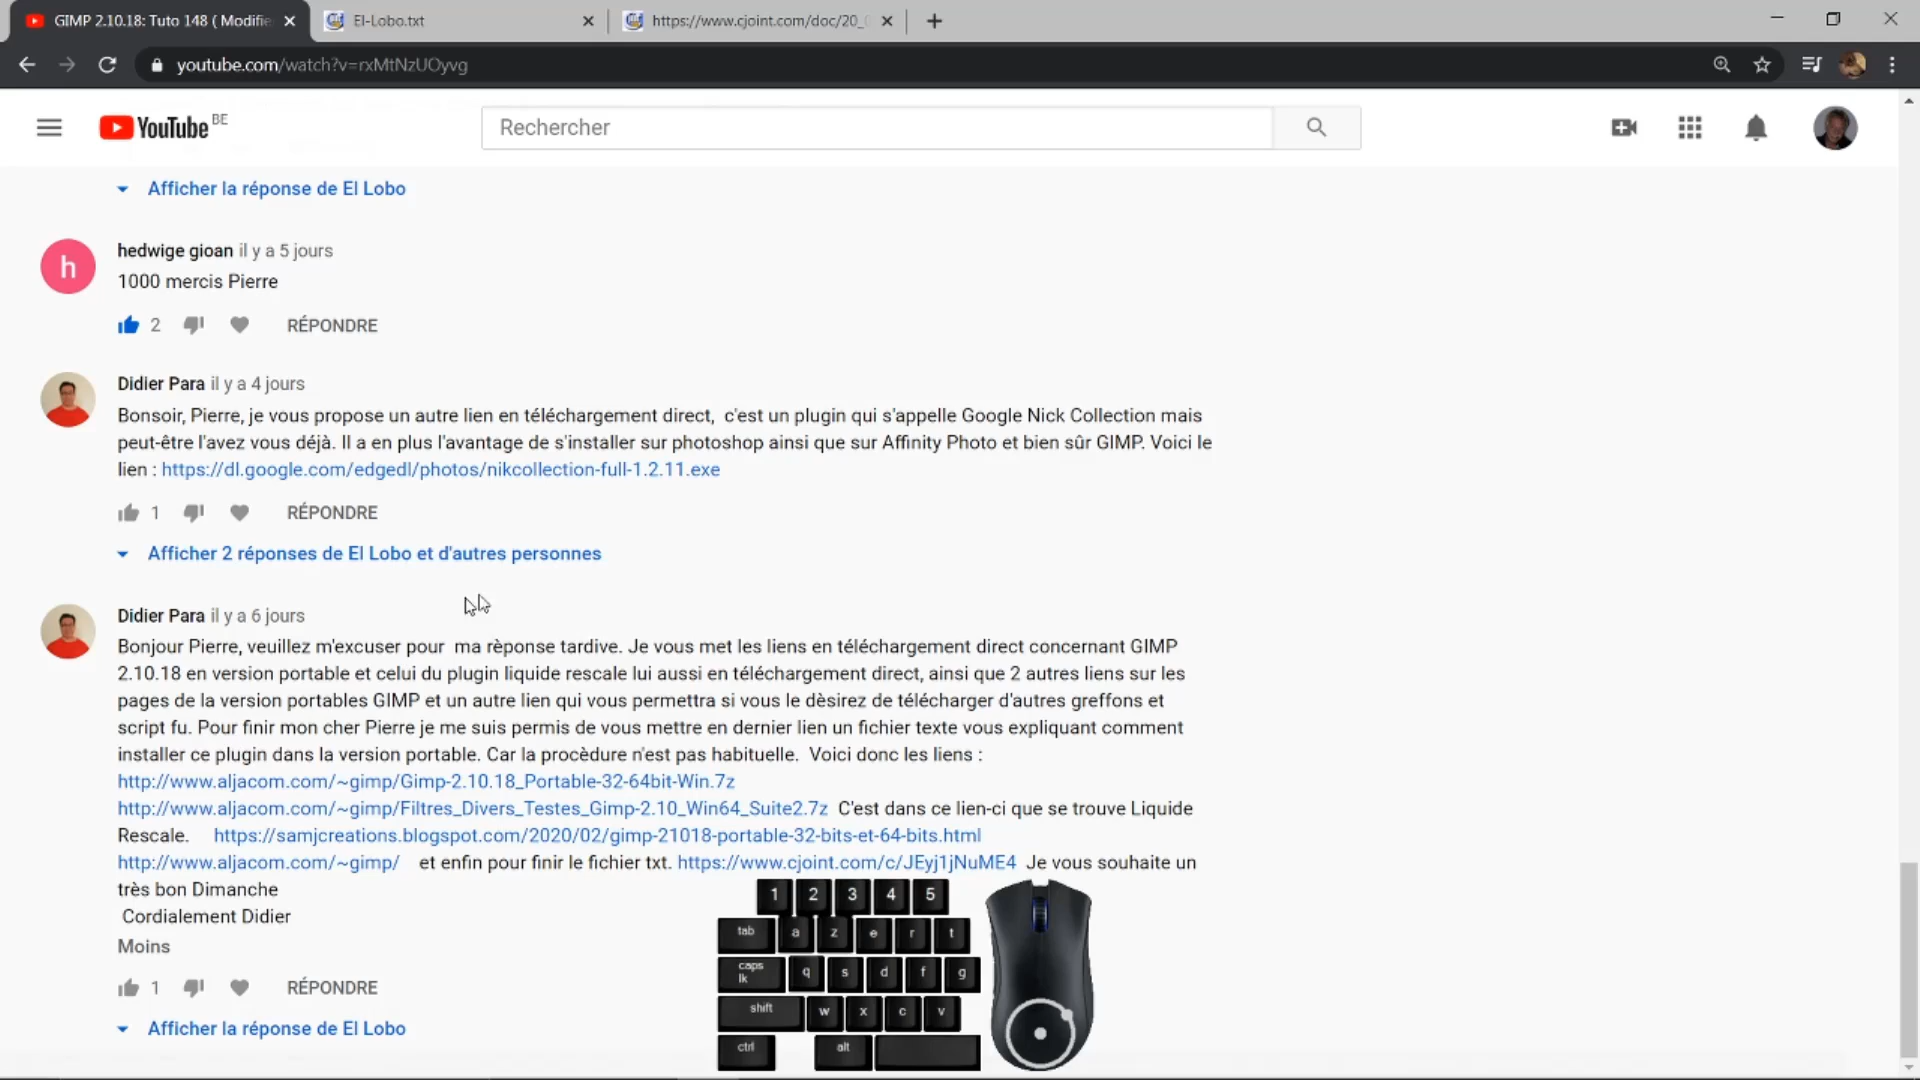 GIMP 2.10.18: Tuto 148 ( Modifie
El-Lobo.txt
https://www.cjoint.com/doc/20_
youtube.com/watch?v=rxMtNzUOyvg
YouTube BE
Rechercher
Afficher la réponse de El Lobo
h
hedwige gioan il y a 5 jours
1000 mercis Pierre
2 RÉPONDRE
Didier Para il y a 4 jours
Bonsoir, Pierre, je vous propose un autre lien en téléchargement direct, c'est un plugin qui s'appelle Google Nick Collection mais
peut-être l'avez vous déjà. Il a en plus l'avantage de s'installer sur photoshop ainsi que sur Affinity Photo et bien sûr GIMP. Voici le
lien : https://dl.google.com/edgedl/photos/nikcollection-full-1.2.11.exe
1 RÉPONDRE
Afficher 2 réponses de El Lobo et d'autres personnes
Didier Para il y a 6 jours
Bonjour Pierre, veuillez m'excuser pour ma rèponse tardive. Je vous met les liens en téléchargement direct concernant GIMP
2.10.18 en version portable et celui du plugin liquide rescale lui aussi en téléchargement direct, ainsi que 2 autres liens sur les
pages de la version portables GIMP et un autre lien qui vous permettra si vous le dèsirez de télécharger d'autres greffons et
script fu. Pour finir mon cher Pierre je me suis permis de vous mettre en dernier lien un fichier texte vous expliquant comment
installer ce plugin dans la version portable. Car la procèdure n'est pas habituelle. Voici donc les liens :
http://www.aljacom.com/~gimp/Gimp-2.10.18_Portable-32-64bit-Win.7z
http://www.aljacom.com/~gimp/Filtres_Divers_Testes_Gimp-2.10_Win64_Suite2.7z C'est dans ce lien-ci que se trouve Liquide
Rescale. https://samjcreations.blogspot.com/2020/02/gimp-21018-portable-32-bits-et-64-bits.html
http://www.aljacom.com/~gimp/ et enfin pour finir le fichier txt. https://www.cjoint.com/c/JEyj1jNuME4 Je vous souhaite un
très bon Dimanche
Cordialement Didier
Moins
1 RÉPONDRE
Afficher la réponse de El Lobo
1 2 3 4 5
tab a z e r t
caps lk q s d f g
shift w x c v
ctrl alt